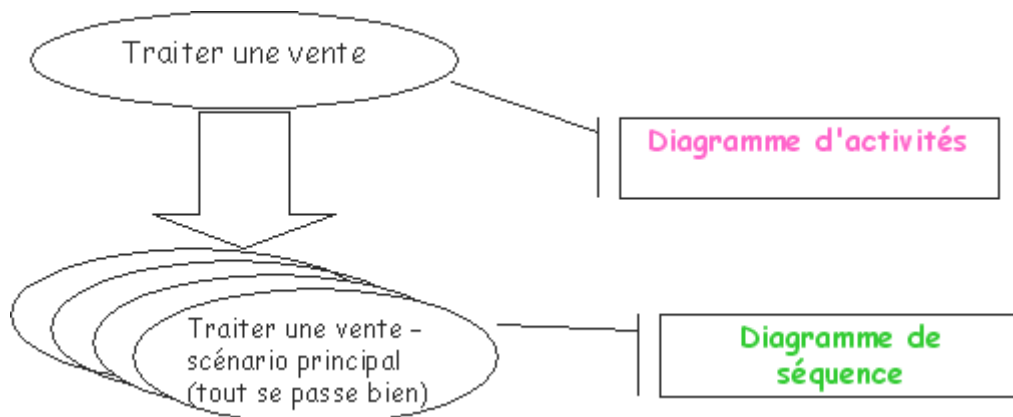 Traiter une vente
Diagramme d'activités
Traiter une vente –
scénario principal
(tout se passe bien)
Diagramme de
séquence